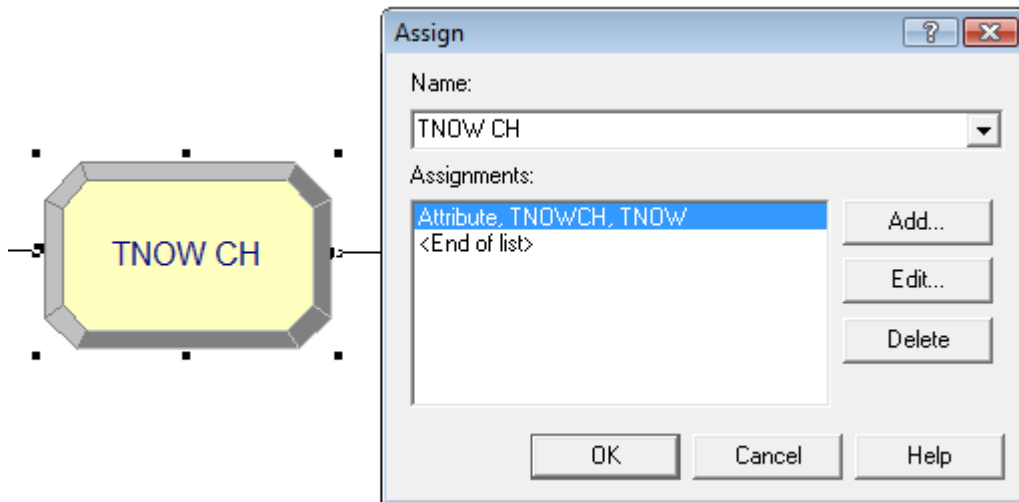 Assign
Name:
TNOW CH
Assignments:
TNOW CH
Attribute, TNOWCH, TNOW
<End of list>
Add...
Edit...
Delete
OK
Cancel
Help